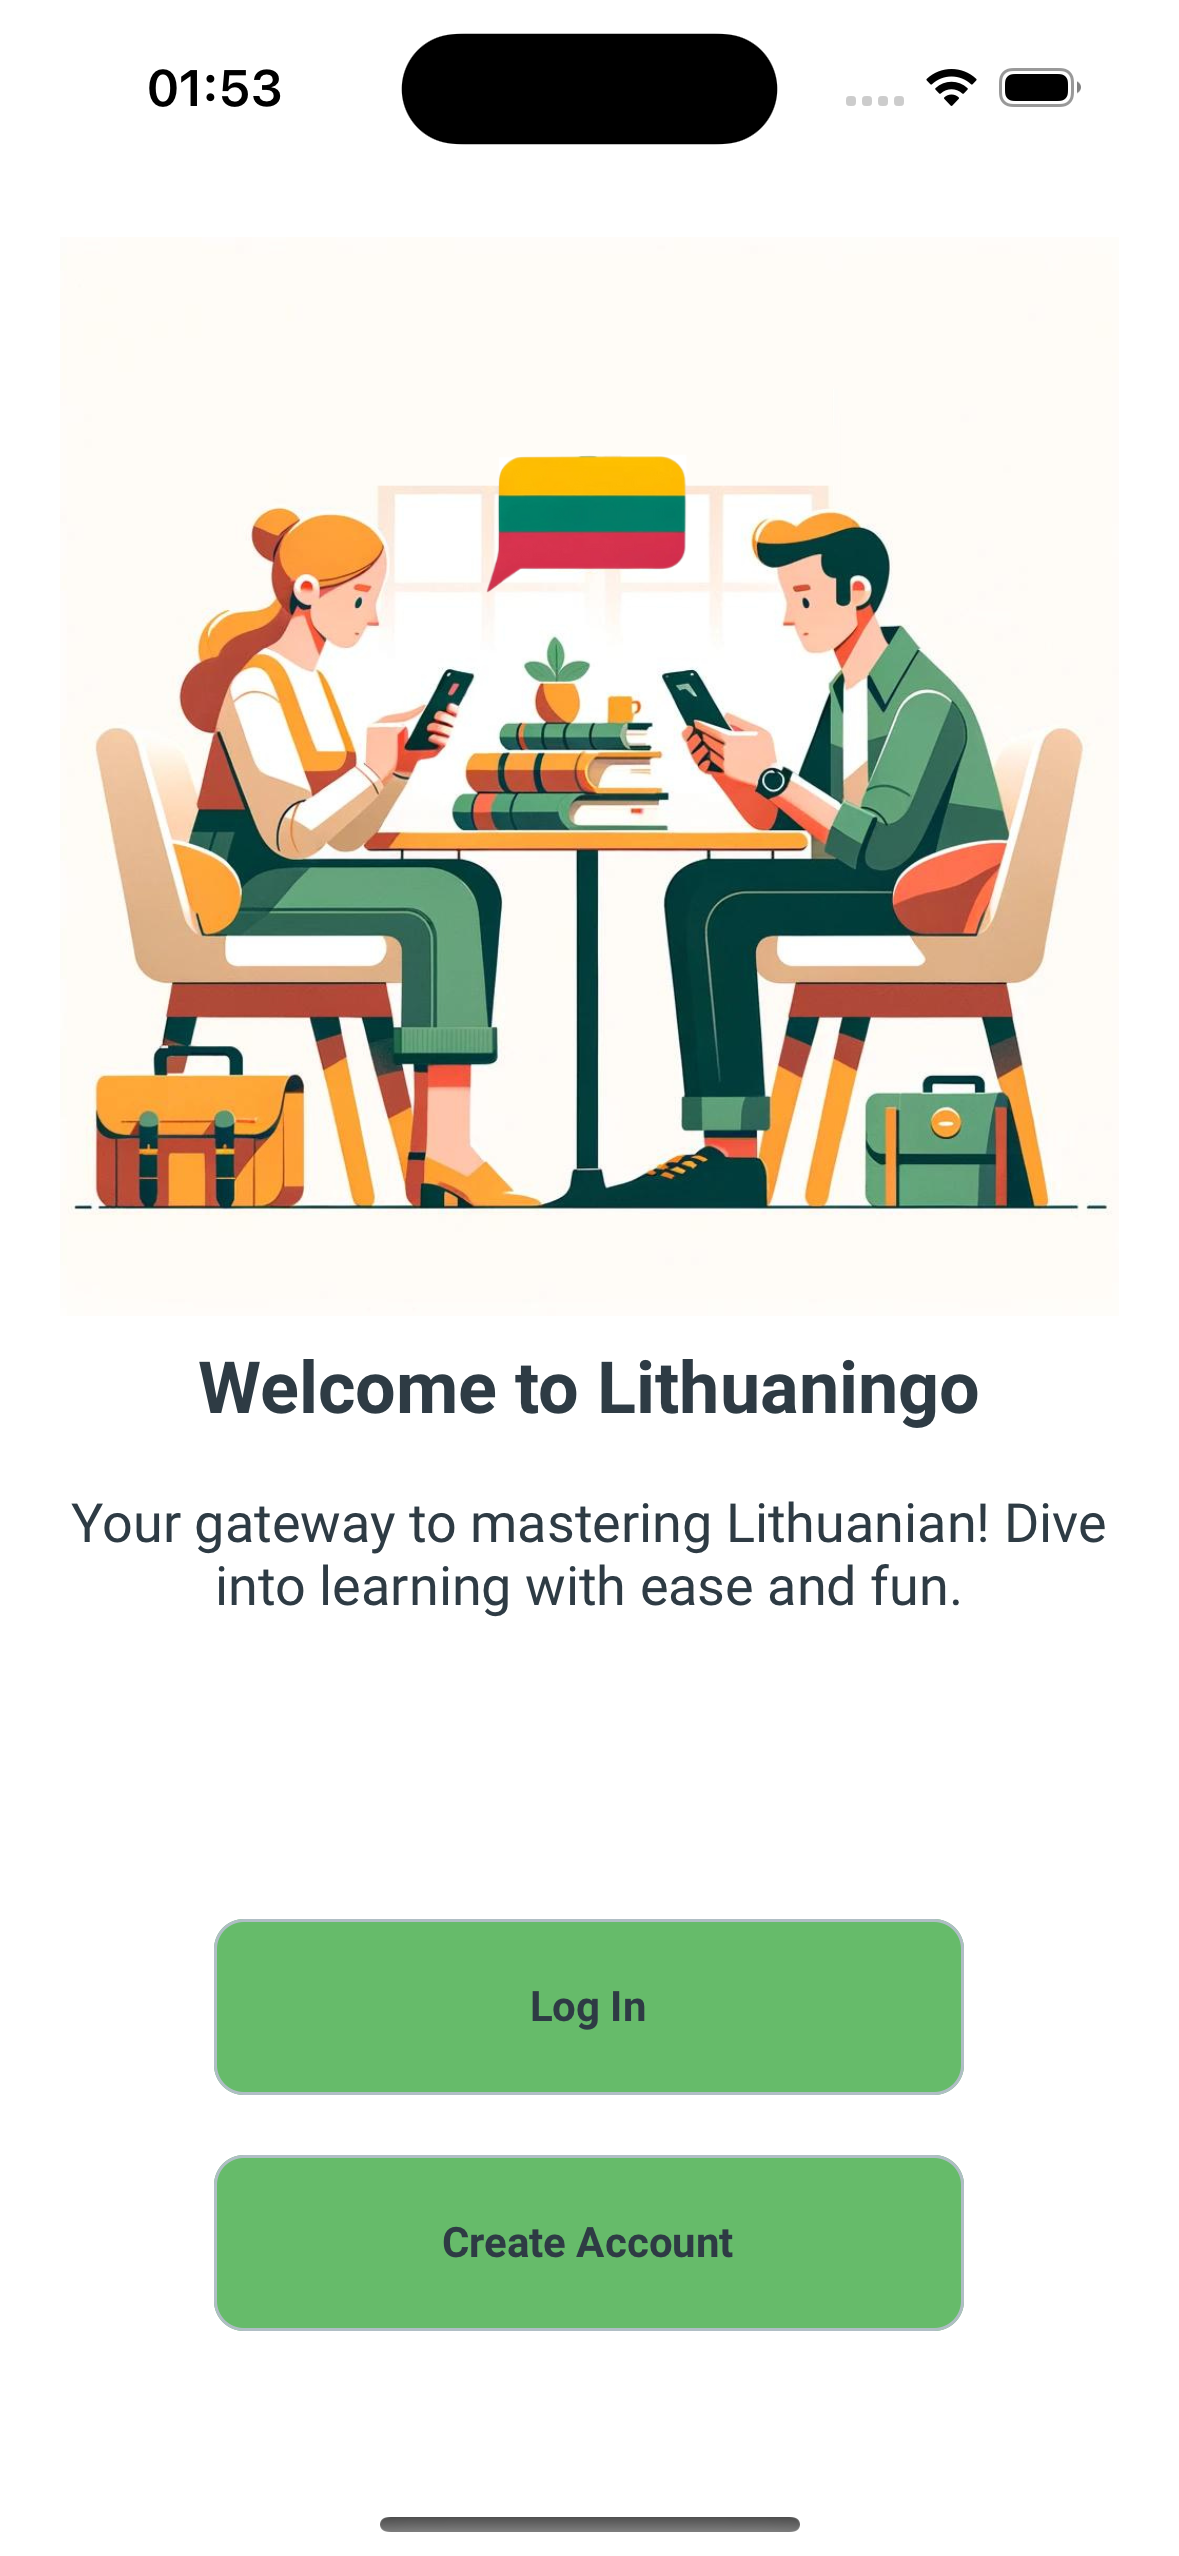 01:53
Welcome to Lithuaningo
Your gateway to mastering Lithuanian! Dive
into learning with ease and fun.
Log In
Create Account